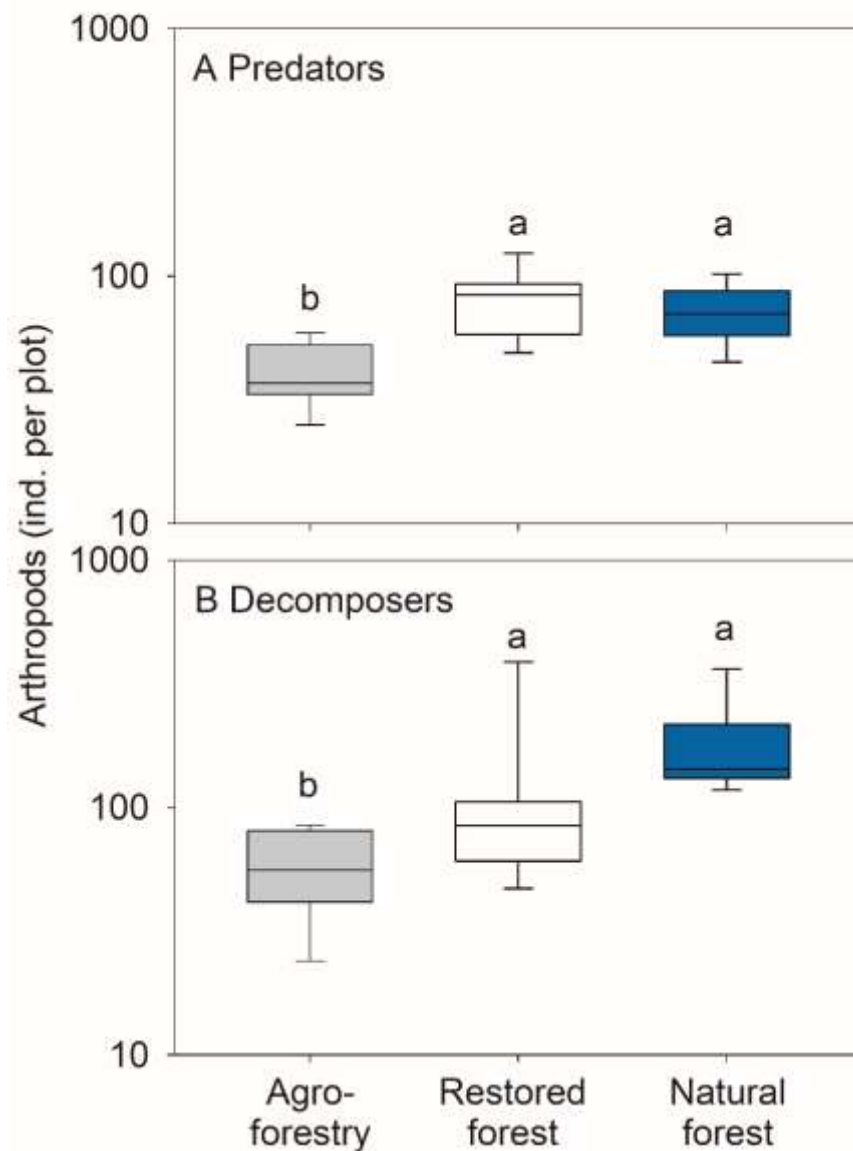 1000
A Predators
a
a
b
100
10
1000
B Decomposers
a
a
b
100
10
Arthropods (ind. per plot)
Agro-
forestry
Restored
forest
Natural
forest